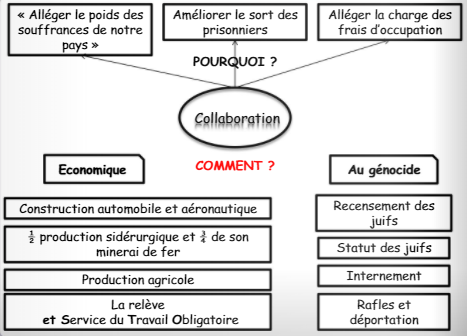 « Alléger le poids des
souffrances de notre
pays »
Améliorer le sort des
prisonniers
Alléger la charge des
frais d'occupation
POURQUOI ?
Collaboration
COMMENT ?
Economique
Construction automobile et aéronautique
½ production sidérurgique et ¾ de son
minerai de fer
Production agricole
La relève
et Service du Travail Obligatoire
Au génocide
Recensement des
juifs
Statut des juifs
Internement
Rafles et
déportation